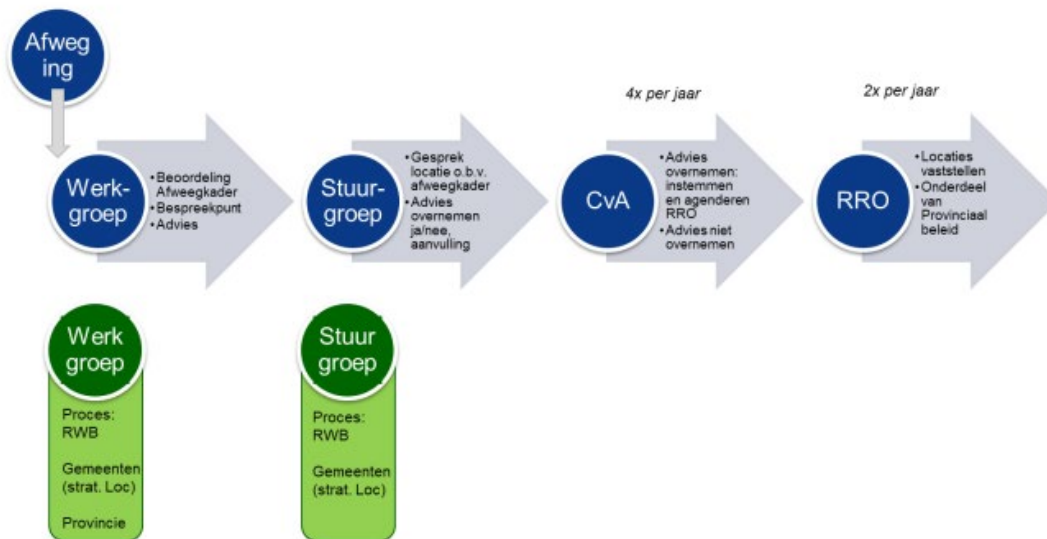 Afweg
ing
4x per jaar
2x per jaar
Werk-
groep
•Beoordeling
Afweegkader
•Bespreekpunt
•Advies
Stuur-
groep
•Gesprek
locatie o.b.v.
afweegkader
•Advies
overnemen
ja/nee,
aanvulling
CvA
•Advies
overnemen:
instemmen
en agenderen
RRO
•Advies niet
overnemen
RRO
•Locaties
vaststellen
•Onderdeel
van
Provinciaal
beleid
Werk
groep
Proces:
RWB
Gemeenten
(strat. Loc)
Provincie
Stuur
groep
Proces:
RWB
Gemeenten
(strat. Loc)